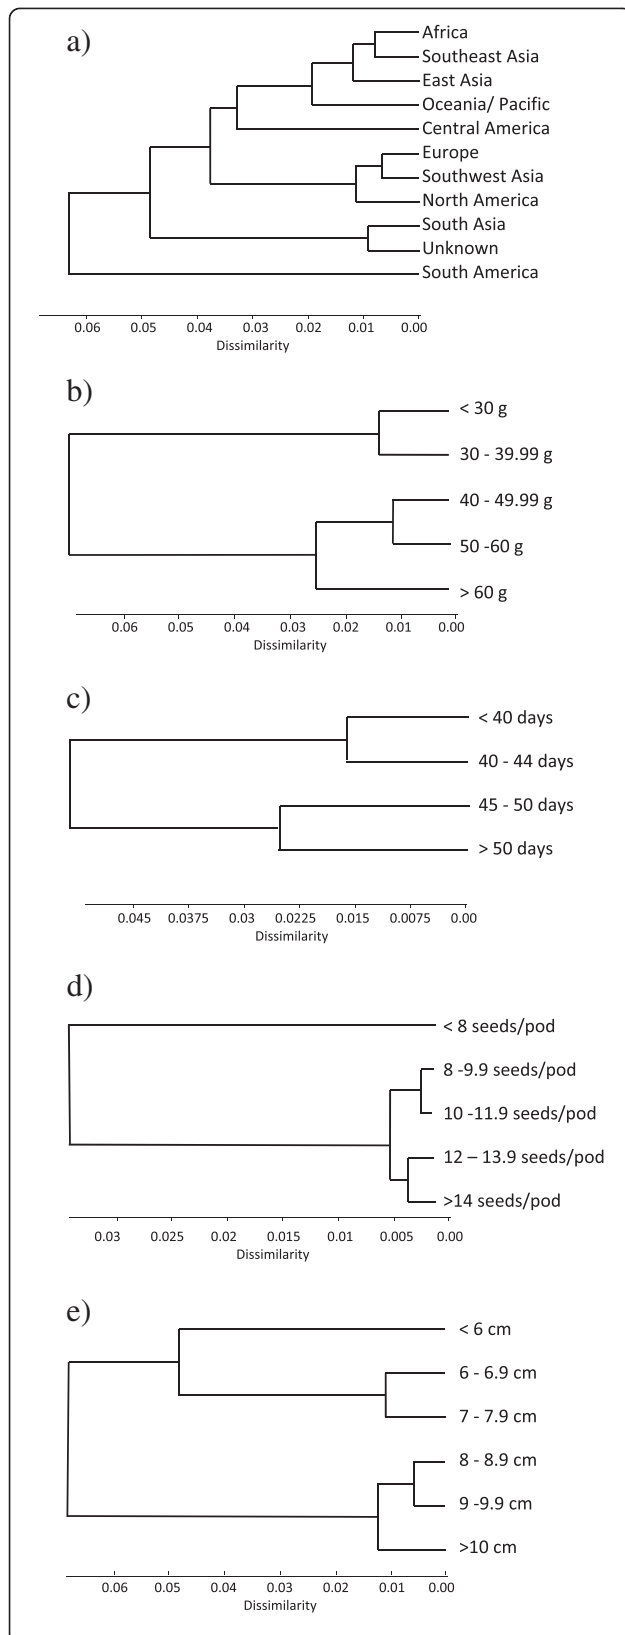 a)
Africa
Southeast Asia
East Asia
Oceania/ Pacific
Central America
Europe
Southwest Asia
North America
South Asia
Unknown
South America
0.06 0.05 0.04 0.03 0.02 0.01 0.00
Dissimilarity
b)
< 30 g
30 - 39.99 g
40 - 49.99 g
50 -60 g
> 60 g
0.06 0.05 0.04 0.03 0.02 0.01 0.00
Dissimilarity
c)
< 40 days
40 - 44 days
45 - 50 days
> 50 days
0.045 0.0375 0.03 0.0225 0.015 0.0075 0.00
Dissimilarity
d)
< 8 seeds/pod
8 -9.9 seeds/pod
10 -11.9 seeds/pod
12 – 13.9 seeds/pod
>14 seeds/pod
0.03 0.025 0.02 0.015 0.01 0.005 0.00
Dissimilarity
e)
< 6 cm
6 - 6.9 cm
7 - 7.9 cm
8 - 8.9 cm
9 -9.9 cm
>10 cm
0.06 0.05 0.04 0.03 0.02 0.01 0.00
Dissimilarity